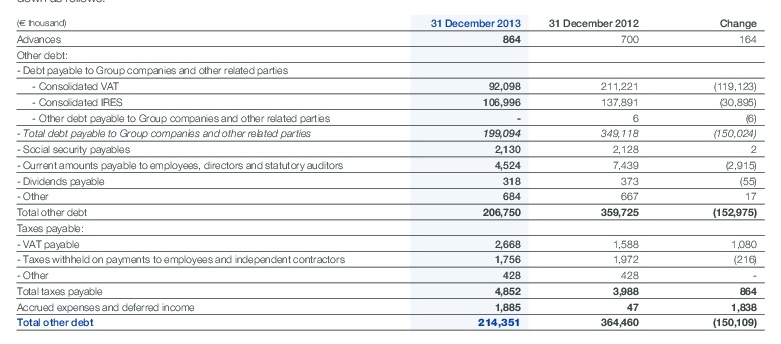 down as follows:
(€ thousand) 31 December 2013 31 December 2012 Change
Advances 864 700 164
Other debt:
- Debt payable to Group companies and other related parties
- Consolidated VAT 92,098 211,221 (119,123)
- Consolidated IRES 106,996 137,891 (30,895)
- Other debt payable to Group companies and other related parties - 6 (6)
- Total debt payable to Group companies and other related parties 199,094 349,118 (150,024)
- Social security payables 2,130 2,128 2
- Current amounts payable to employees, directors and statutory auditors 4,524 7,439 (2,915)
- Dividends payable 318 373 (55)
- Other 684 667 17
Total other debt 206,750 359,725 (152,975)
Taxes payable:
- VAT payable 2,668 1,588 1,080
- Taxes withheld on payments to employees and independent contractors 1,756 1,972 (216)
- Other 428 428 -
Total taxes payable 4,852 3,988 864
Accrued expenses and deferred income 1,885 47 1,838
Total other debt 214,351 364,460 (150,109)